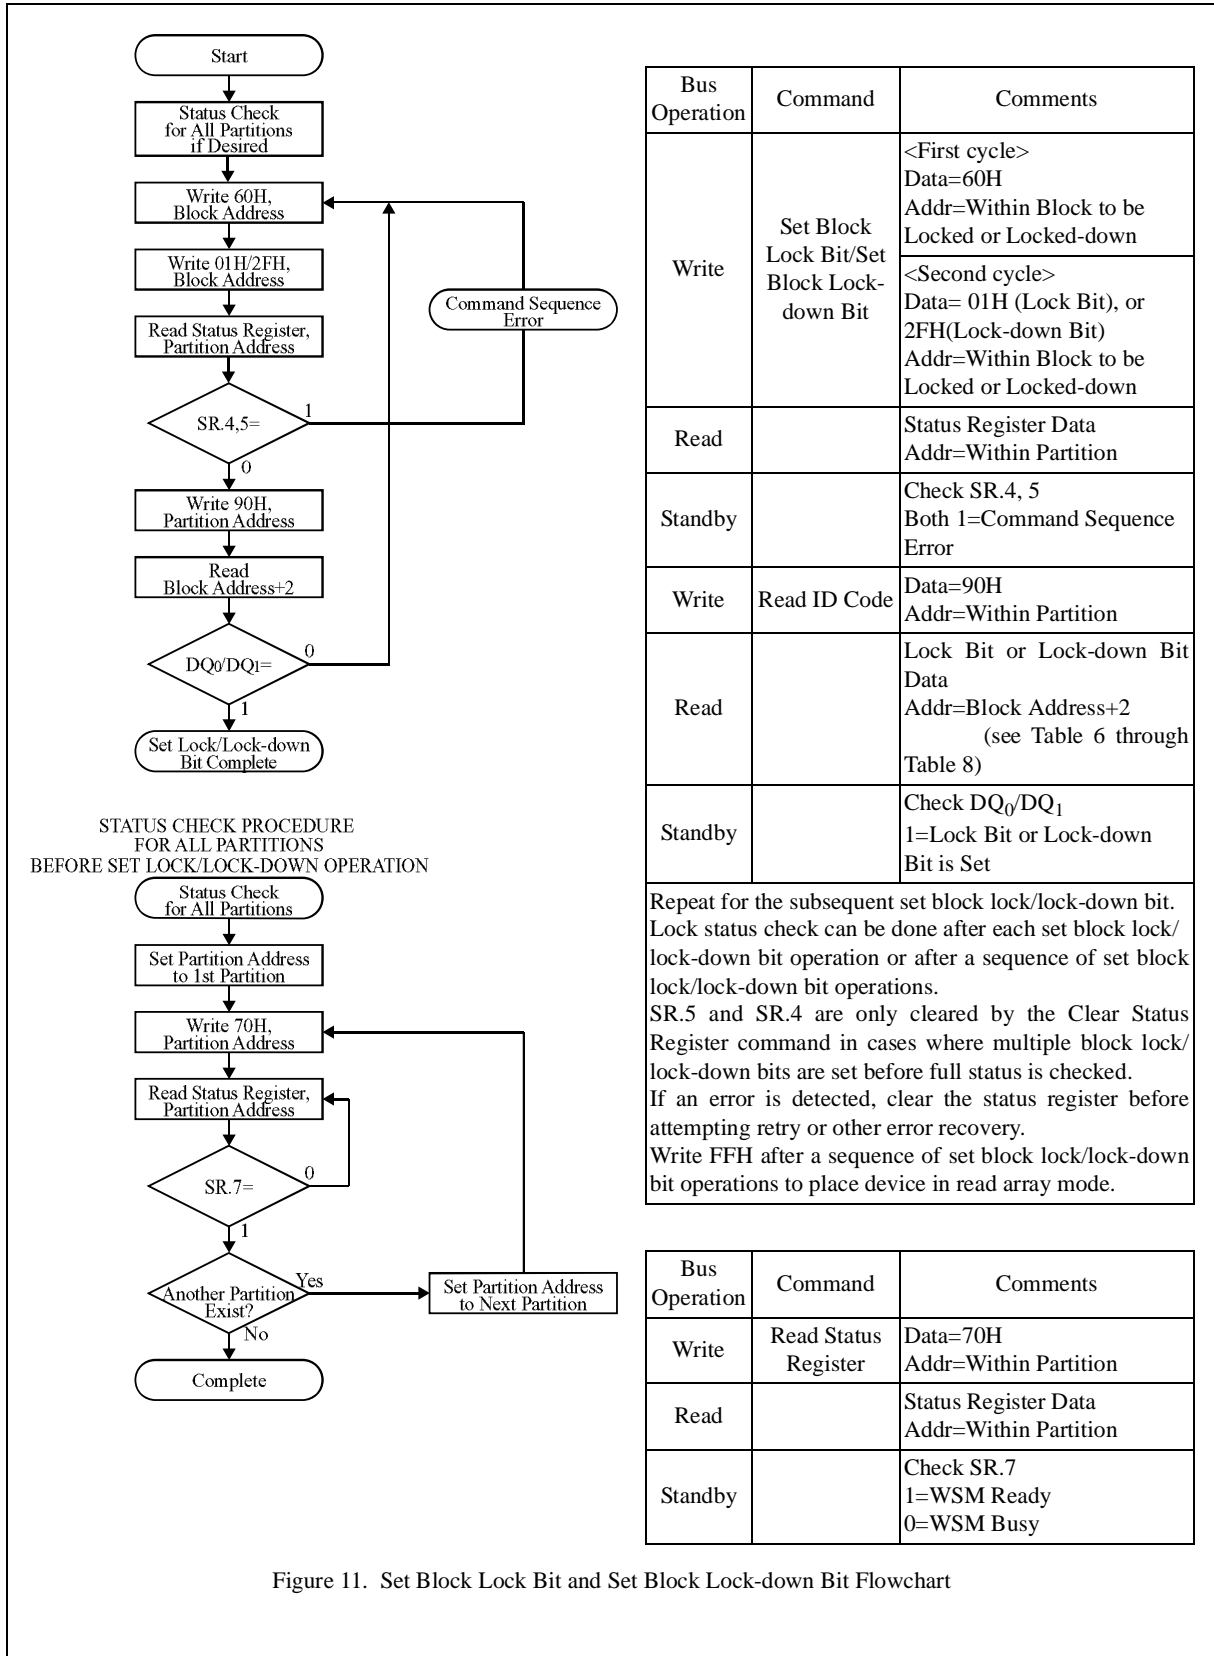 Start
Status Check
for All Partitions
if Desired
Write 60H,
Block Address
Write 01H/2FH,
Block Address
Command Sequence
Error
Read Status Register,
Partition Address
SR.4,5=
1
0
Write 90H,
Partition Address
Read
Block Address+2
DQ0/DQ1=
0
1
Set Lock/Lock-down
Bit Complete
STATUS CHECK PROCEDURE
FOR ALL PARTITIONS
BEFORE SET LOCK/LOCK-DOWN OPERATION
Status Check
for All Partitions
Set Partition Address
to 1st Partition
Write 70H,
Partition Address
Read Status Register,
Partition Address
SR.7=
0
1
Another Partition
Exist?
Yes
No
Set Partition Address
to Next Partition
Complete
Bus
Operation
Command
Comments
Write
Set Block
Lock Bit/Set
Block Lock-
down Bit
<First cycle>
Data=60H
Addr=Within Block to be
Locked or Locked-down
<Second cycle>
Data= 01H (Lock Bit), or
2FH(Lock-down Bit)
Addr=Within Block to be
Locked or Locked-down
Read
Status Register Data
Addr=Within Partition
Standby
Check SR.4, 5
Both 1=Command Sequence
Error
Write
Read ID Code
Data=90H
Addr=Within Partition
Read
Lock Bit or Lock-down Bit
Data
Addr=Block Address+2
(see Table 6 through
Table 8)
Standby
Check DQ0/DQ1
1=Lock Bit or Lock-down
Bit is Set
Repeat for the subsequent set block lock/lock-down bit.
Lock status check can be done after each set block lock/
lock-down bit operation or after a sequence of set block
lock/lock-down bit operations.
SR.5 and SR.4 are only cleared by the Clear Status
Register command in cases where multiple block lock/
lock-down bits are set before full status is checked.
If an error is detected, clear the status register before
attempting retry or other error recovery.
Write FFH after a sequence of set block lock/lock-down
bit operations to place device in read array mode.
Bus
Operation
Command
Comments
Write
Read Status
Register
Data=70H
Addr=Within Partition
Read
Status Register Data
Addr=Within Partition
Standby
Check SR.7
1=WSM Ready
0=WSM Busy
Figure 11. Set Block Lock Bit and Set Block Lock-down Bit Flowchart